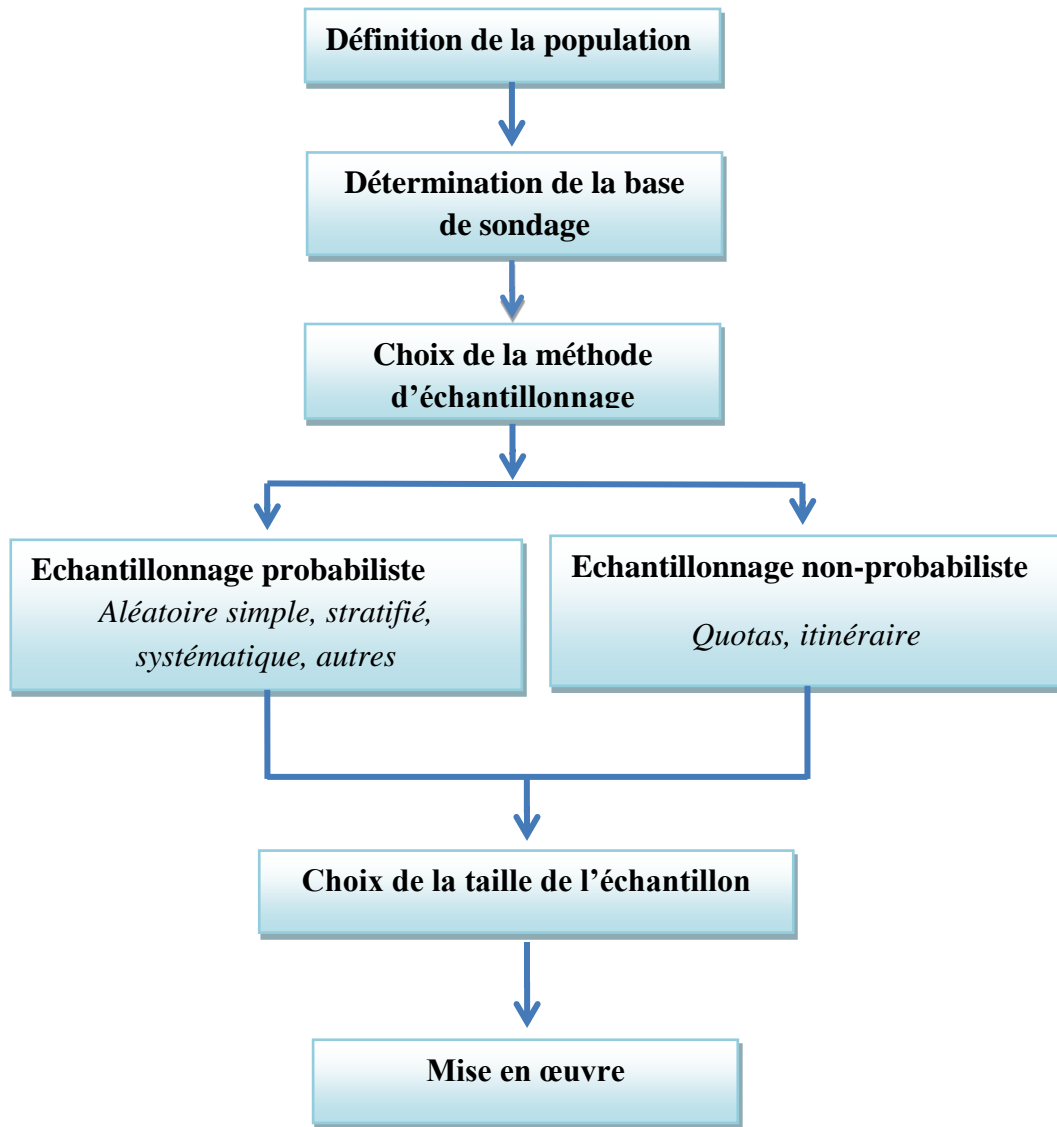 Définition de la population
Détermination de la base
de sondage
Choix de la méthode
d’échantillonnage
Echantillonnage probabiliste
Aléatoire simple, stratifié,
systématique, autres
Echantillonnage non-probabiliste
Quotas, itinéraire
Choix de la taille de l’échantillon
Mise en œuvre